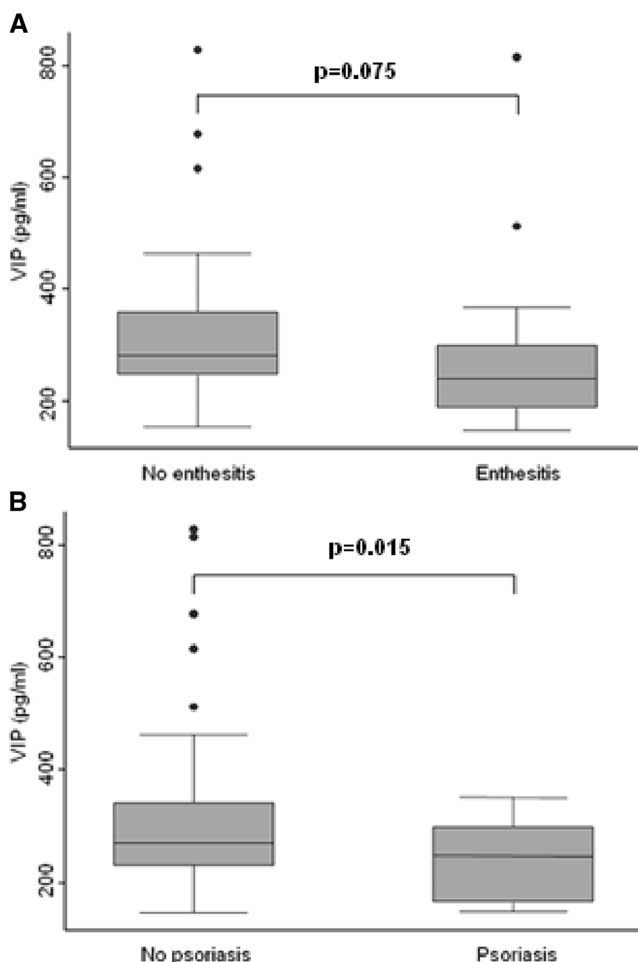 A
p=0.075
VIP (pg/ml)
800
600
400
200
No enthesitis
Enthesitis
B
p=0.015
VIP (pg/ml)
800
600
400
200
No psoriasis
Psoriasis